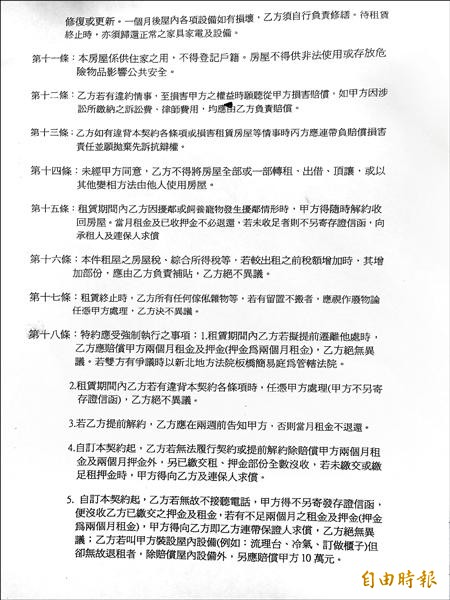 修復或更新。一個月後屋內各項設備如有損壞，乙方須自行負責修繕。待租賃
終止時，亦須歸還正常之家具家電及設備。
第十一條：本房屋係供住家之用，不得登記戶籍。房屋不得供非法使用或存放危
險物品影響公共安全。
第十二條：乙方若有違約情事，至損害甲方之權益時願聽從甲方損害賠償，如甲方因涉
訟所繳納之訴訟費、律師費用，均應由乙方負責賠償。
第十三條：乙方如有違背本契約各條項或損害租賃房屋等情事時丙方應連帶負賠償損害
責任並願拋棄先訴抗辯權。
第十四條：未經甲方同意，乙方不得將房屋全部或一部轉租、出借、頂讓，或以
其他變相方法由他人使用房屋。
第十五條：租賃期間內乙方因擾鄰或飼養寵物發生擾鄰情形時，甲方得隨時解約收
回房屋。當月租金及已收押金不必退還，若未收足者則不另寄存證信函，向
承租人及連保人求償
第十六條：本件租屋之房屋稅、綜合所得稅等，若較出租之前稅額增加時，其增
加部份，應由乙方負責補貼，乙方絕不異議。
第十七條：租賃終止時，乙方所有任何傢俬雜物等，若有留置不搬者，應視作廢物論
任憑甲方處理，乙方決不異議。
第十八條：特約應受強制執行之事項：1.租賃期間內乙方若擬提前遷離他處時，
乙方應賠償甲方兩個月租金及押金(押金爲兩個月租金)，乙方絕無異
議。若雙方有爭議時以新北地方法院板橋簡易庭爲管轄法院。
2.租賃期間內乙方若有違背本契約各條項時，任憑甲方處理(甲方不另寄
存證信函)，乙方絕不異議。
3.若乙方提前解約，乙方應在兩週前告知甲方，否則當月租金不退還。
4.自訂本契約起，乙方若無法履行契約或提前解約除賠償甲方兩個月租
金及兩個月押金外，另已繳交租、押金部份全數沒收，若未繳交或繳
足租押金時，甲方得向乙方及連保人求償。
5. 自訂本契約起，乙方若無故不接聽電話，甲方得不另寄發存證信函，
便沒收乙方已繳交之押金及租金，若有不足兩個月之租金及押金(押金
爲兩個月租金)，甲方得向乙方即乙方連帶保證人求償，乙方絕無異
議；乙方若叫甲方裝設屋內設備(例如：流理台、冷氣、訂做櫃子)但
卻無故退租者，除賠償屋內設備外，另應賠償甲方 10 萬元。
自由時報